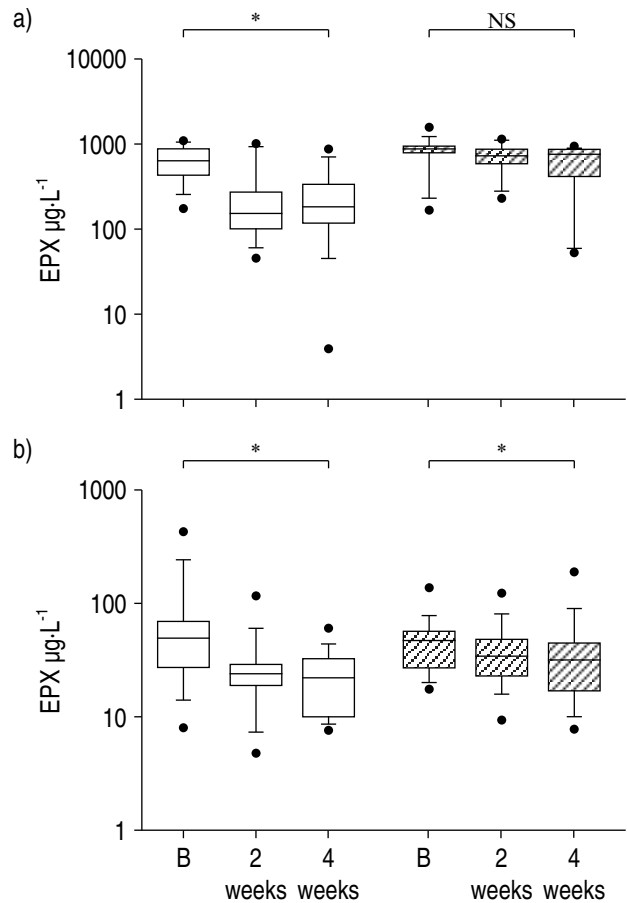 a)
* NS
10000
1000
100
10
1
EPX µg·L⁻¹
b)
* *
1000
100
10
1
EPX µg·L⁻¹
B 2 4 B 2 4
weeks weeks weeks weeks